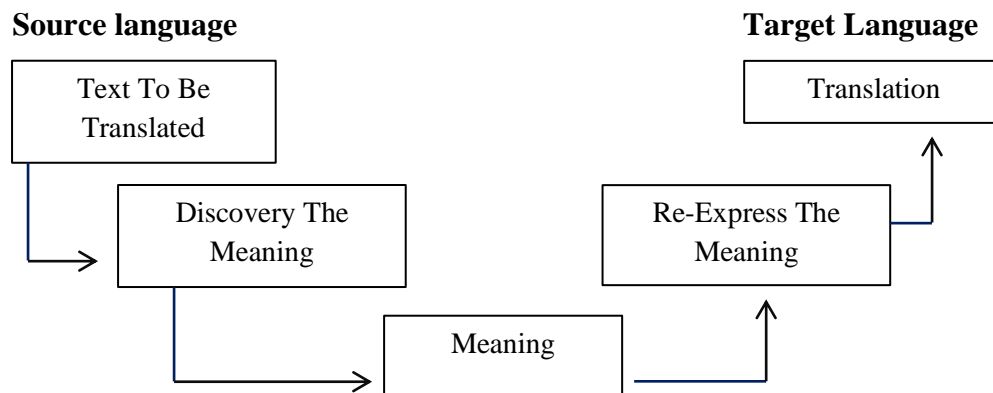 Source language
Target Language
Text To Be
Translated
Translation
Discovery The
Meaning
Re-Express The
Meaning
Meaning